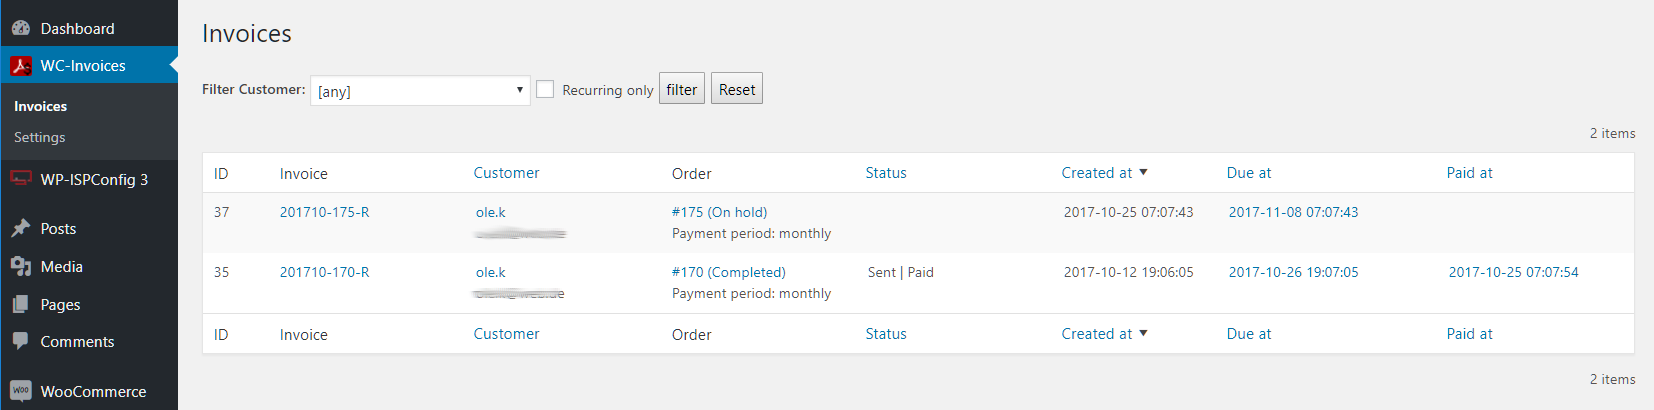 Dashboard
WC-Invoices
Invoices
Settings
WP-ISPConfig 3
Posts
Media
Pages
Comments
WOO WooCommerce
Invoices
Filter Customer: [any] Recurring only filter Reset
2 items
ID Invoice Customer Order Status Created at Due at Paid at
37 201710-175-R ole.k #175 (On hold) 2017-10-25 07:07:43 2017-11-08 07:07:43
Payment period: monthly
35 201710-170-R ole.k #170 (Completed) Sent | Paid 2017-10-12 19:06:05 2017-10-26 19:07:05 2017-10-25 07:07:54
Payment period: monthly
ID Invoice Customer Order Status Created at Due at Paid at
2 items